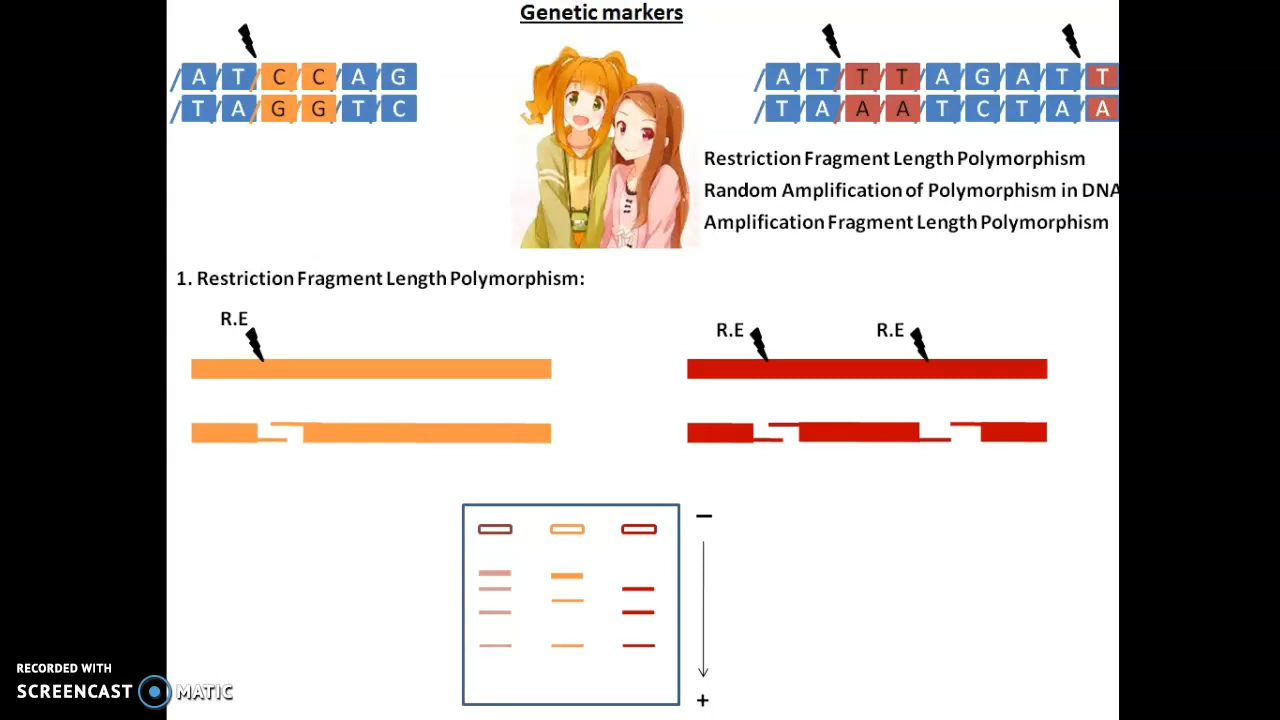 Genetic markers
A T C C A G
T A G G T C
A T T T A G A T T
T A A A T C T A A
Restriction Fragment Length Polymorphism
Random Amplification of Polymorphism in DNA
Amplification Fragment Length Polymorphism
1. Restriction Fragment Length Polymorphism:
R.E
R.E R.E
−
+
RECORDED WITH
SCREENCAST MATIC